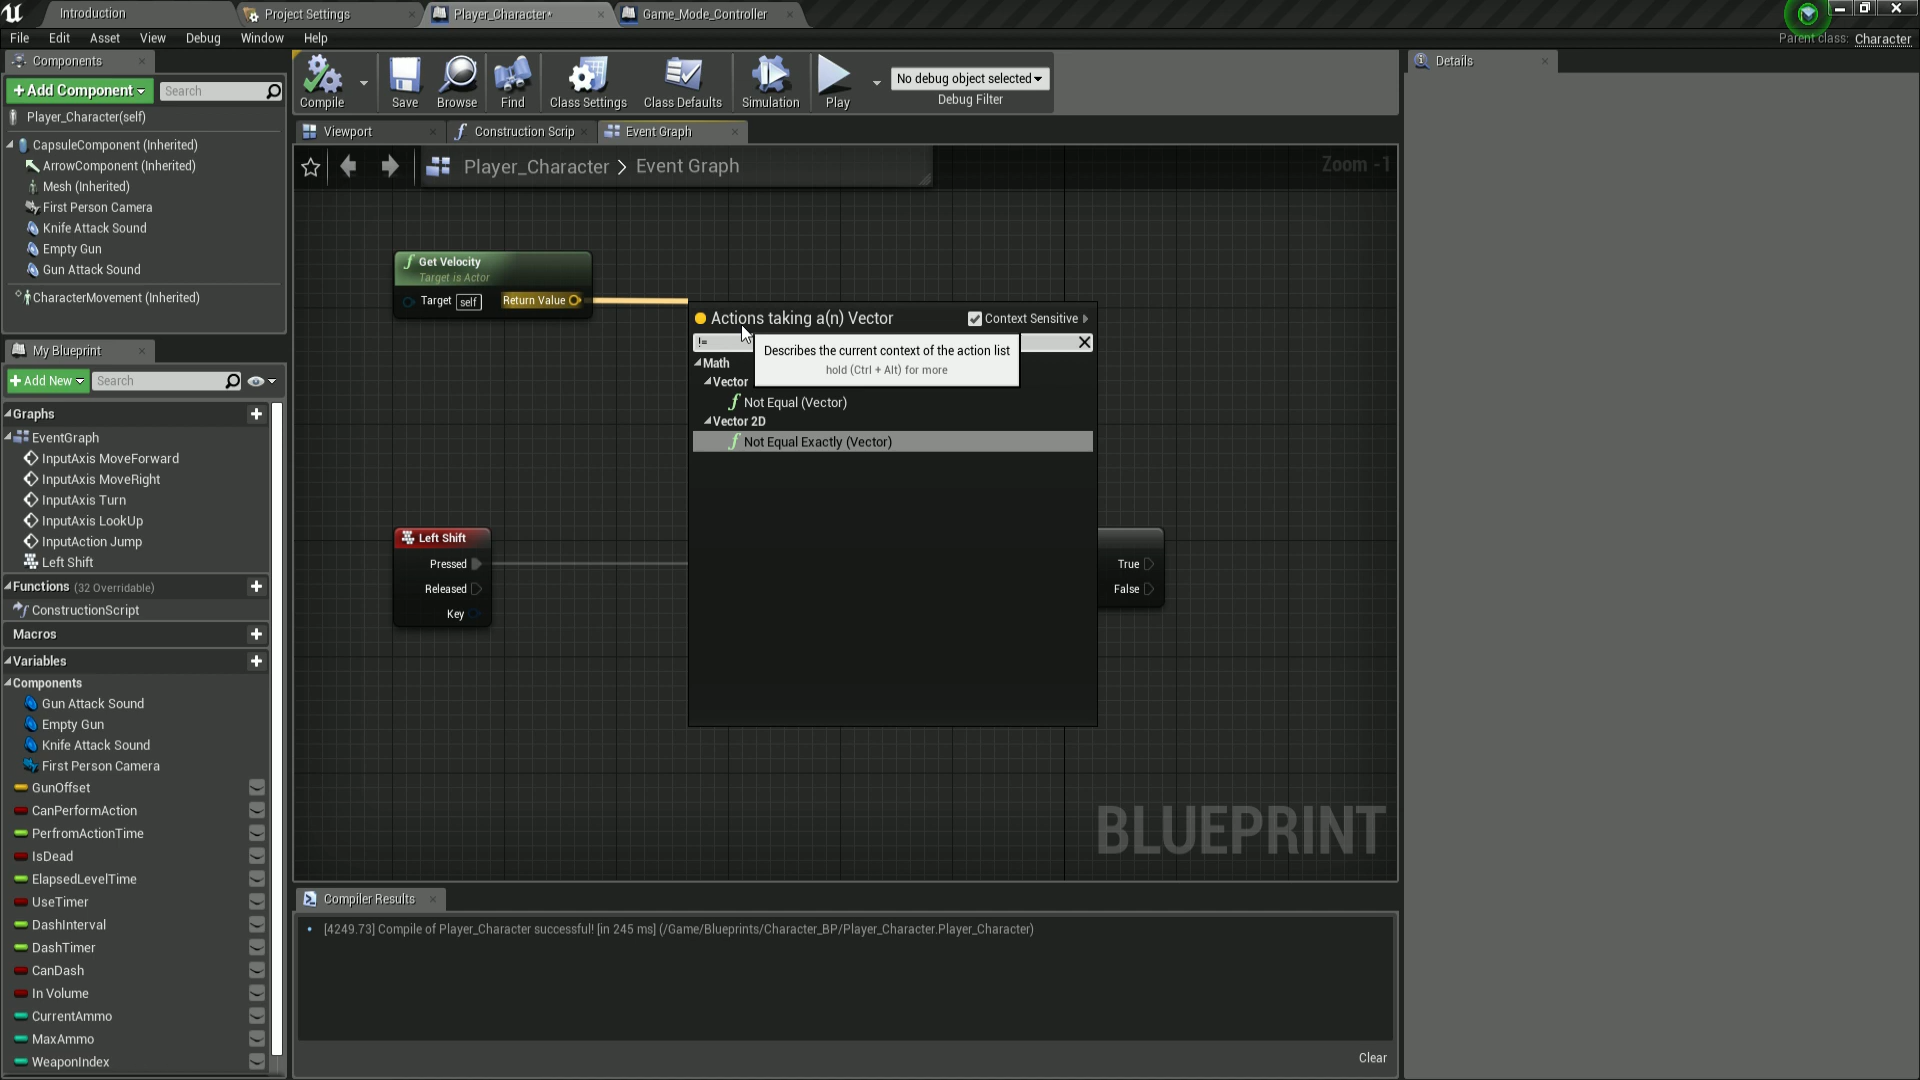 Introduction
Project Settings
Player_Character*
Game_Mode_Controller
File Edit Asset View Debug Window Help
Parent class: Character
Components
+Add Component
Search
Player_Character(self)
CapsuleComponent (Inherited)
ArrowComponent (Inherited)
Mesh (Inherited)
First Person Camera
Knife Attack Sound
Empty Gun
Gun Attack Sound
CharacterMovement (Inherited)
My Blueprint
+Add New
Search
Graphs
EventGraph
InputAxis MoveForward
InputAxis MoveRight
InputAxis Turn
InputAxis LookUp
InputAction Jump
Left Shift
Functions (32 Overridable)
ConstructionScript
Macros
Variables
Components
Gun Attack Sound
Empty Gun
Knife Attack Sound
First Person Camera
GunOffset
CanPerformAction
PerfromActionTime
IsDead
ElapsedLevelTime
UseTimer
DashInterval
DashTimer
CanDash
In Volume
CurrentAmmo
MaxAmmo
WeaponIndex
Compile
Save
Browse
Find
Class Settings
Class Defaults
Simulation
Play
No debug object selected
Debug Filter
Viewport
Construction Scrip
Event Graph
Player_Character > Event Graph
Zoom -1
Get Velocity
Target is Actor
Target self Return Value
Actions taking a(n) Vector
Context Sensitive
!=
Describes the current context of the action list
hold (Ctrl + Alt) for more
Math
Vector
Not Equal (Vector)
Vector 2D
Not Equal Exactly (Vector)
Left Shift
Pressed
Released
Key
True
False
BLUEPRINT
Compiler Results
[4249.73] Compile of Player_Character successful! [in 245 ms] (/Game/Blueprints/Character_BP/Player_Character.Player_Character)
Clear
Details